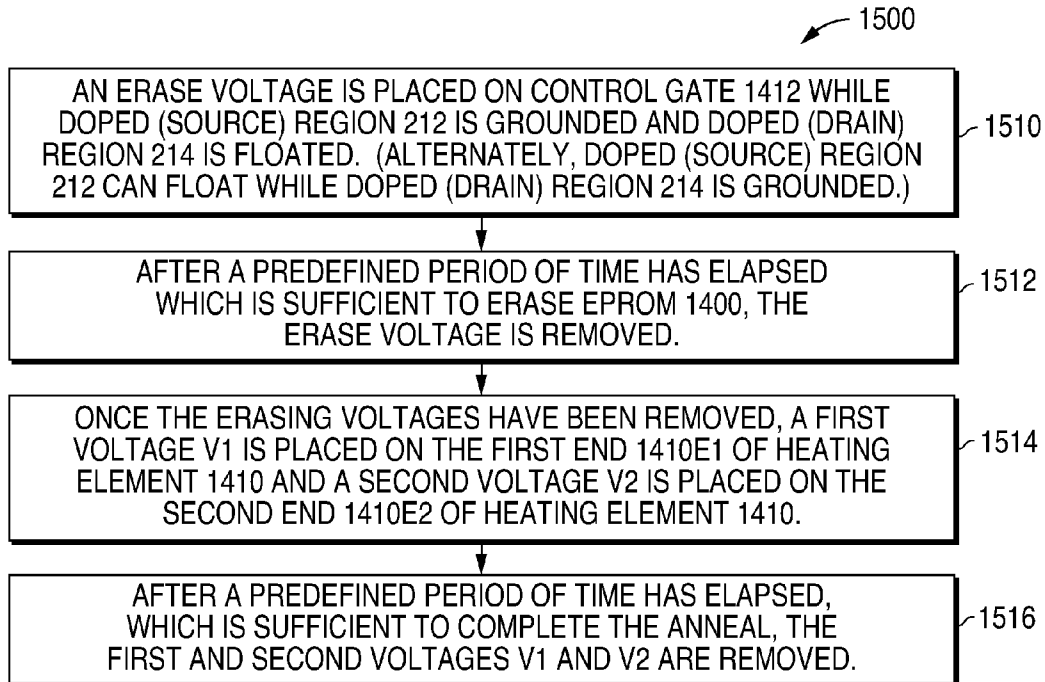 1500
AN ERASE VOLTAGE IS PLACED ON CONTROL GATE 1412 WHILE
DOPED (SOURCE) REGION 212 IS GROUNDED AND DOPED (DRAIN)
REGION 214 IS FLOATED. (ALTERNATELY, DOPED (SOURCE) REGION
212 CAN FLOAT WHILE DOPED (DRAIN) REGION 214 IS GROUNDED.)
1510
AFTER A PREDEFINED PERIOD OF TIME HAS ELAPSED
WHICH IS SUFFICIENT TO ERASE EPROM 1400, THE
ERASE VOLTAGE IS REMOVED.
1512
ONCE THE ERASING VOLTAGES HAVE BEEN REMOVED, A FIRST
VOLTAGE V1 IS PLACED ON THE FIRST END 1410E1 OF HEATING
ELEMENT 1410 AND A SECOND VOLTAGE V2 IS PLACED ON THE
SECOND END 1410E2 OF HEATING ELEMENT 1410.
1514
AFTER A PREDEFINED PERIOD OF TIME HAS ELAPSED,
WHICH IS SUFFICIENT TO COMPLETE THE ANNEAL, THE
FIRST AND SECOND VOLTAGES V1 AND V2 ARE REMOVED.
1516